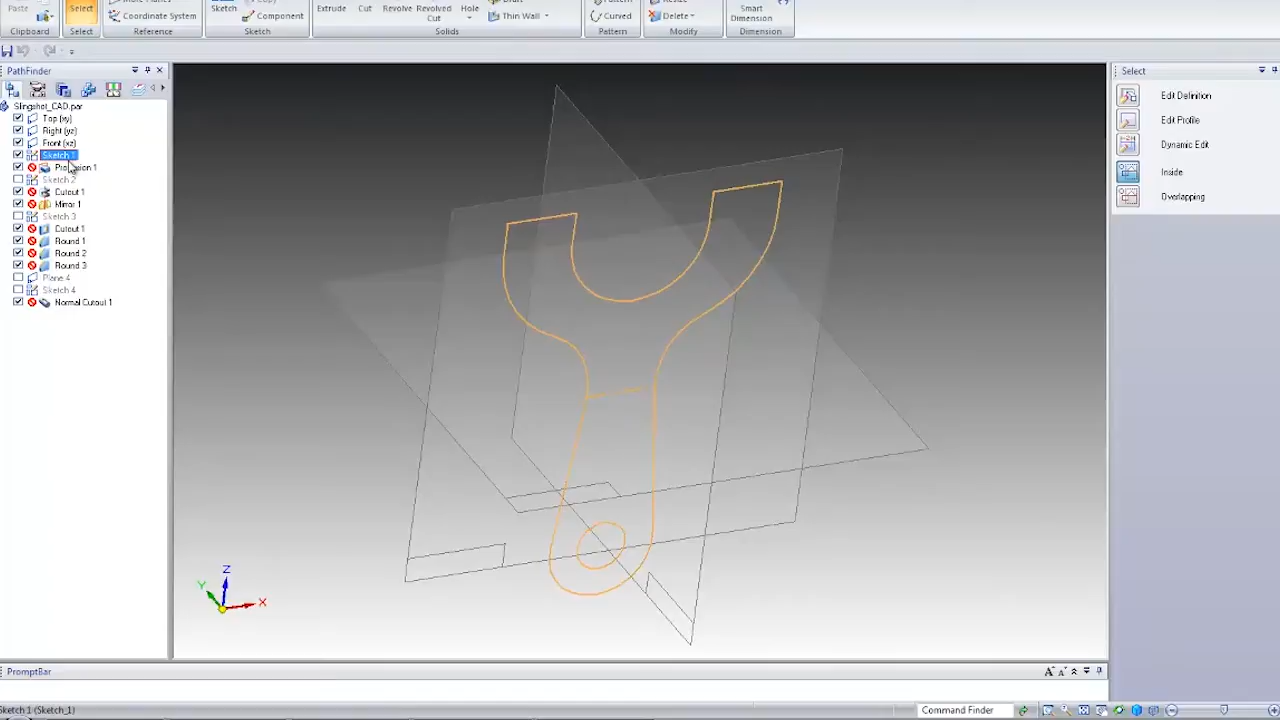 Paste
Select
Coordinate System
Sketch
Component
Extrude
Cut
Revolve
Revolved
Cut
Hole
Thin Wall
Curved
Delete
Smart
Dimension
Clipboard
Select
Reference
Sketch
Solids
Pattern
Modify
Dimension
PathFinder
Slingshot_CAD.par
Top (xy)
Right (yz)
Front (xz)
Sketch 1
Sketch 2
Cutout 1
Mirror 1
Sketch 3
Cutout 1
Round 1
Round 2
Round 3
Plane 4
Sketch 4
Normal Cutout 1
Z
Y
X
Select
Edit Definition
Edit Profile
Dynamic Edit
Inside
Overlapping
PromptBar
Sketch 1 (Sketch_1)
Command Finder